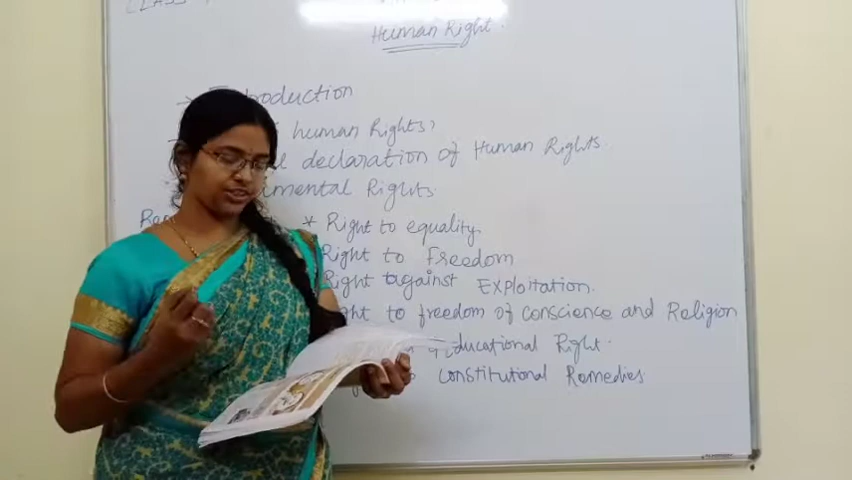 CLASS
Human Right.
Introduction
human Rights?
declaration of Human Rights.
Rights
* Right to equality
Right to Freedom
Right against Exploitation.
to freedom of conscience and Religion
Educational Right.
constitutional Remedies